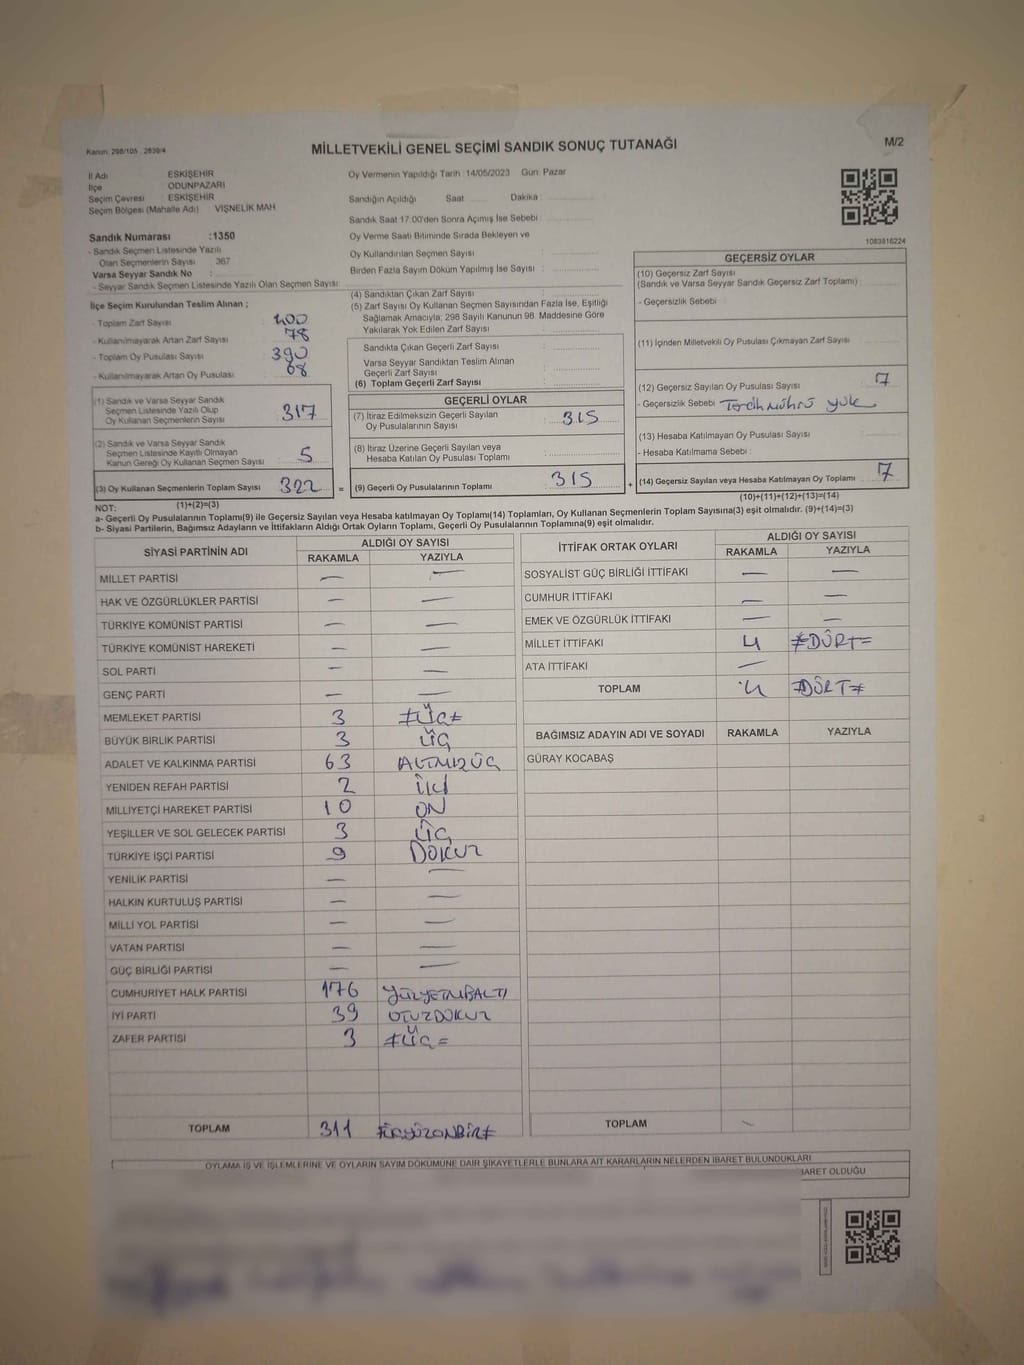 Kanun: 298/105 , 2839/4
MİLLETVEKİLİ GENEL SEÇİMİ SANDIK SONUÇ TUTANAĞI
M/2
İl Adı ESKİŞEHİR
İlçe ODUNPAZARI
Seçim Çevresi : ESKİŞEHİR
Seçim Bölgesi (Mahalle Adı) : VİŞNELİK MAH
Sandık Numarası :1350
- Sandık Seçmen Listesinde Yazılı
Olan Seçmenlerin Sayısı 367
Varsa Seyyar Sandık No :
- Seyyar Sandık Seçmen Listesinde Yazılı Olan Seçmen Sayısı :
Oy Vermenin Yapıldığı Tarih : 14/05/2023 Gün: Pazar
Sandığın Açıldığı Saat Dakika :
Sandık Saat 17:00'den Sonra Açılmış İse Sebebi :
Oy Verme Saati Bitiminde Sırada Bekleyen ve
Oy Kullandırılan Seçmen Sayısı :
Birden Fazla Sayım Döküm Yapılmış İse Sayısı :
1083616224
İlçe Seçim Kurulundan Teslim Alınan ;
- Toplam Zarf Sayısı : 400
- Kullanılmayarak Artan Zarf Sayısı : 78
- Toplam Oy Pusulası Sayısı : 390
- Kullanılmayarak Artan Oy Pusulası : 68
(1) Sandık ve Varsa Seyyar Sandık
Seçmen Listesinde Yazılı Olup
Oy Kullanan Seçmenlerin Sayısı 317
(2) Sandık ve Varsa Seyyar Sandık
Seçmen Listesinde Kayıtlı Olmayan
Kanun Gereği Oy Kullanan Seçmen Sayısı 5
(3) Oy Kullanan Seçmenlerin Toplam Sayısı 322
(1)+(2)=(3)
(4) Sandıktan Çıkan Zarf Sayısı :
(5) Zarf Sayısı Oy Kullanan Seçmen Sayısından Fazla İse, Eşitliği
Sağlamak Amacıyla; 298 Sayılı Kanunun 98. Maddesine Göre
Yakılarak Yok Edilen Zarf Sayısı :
Sandıkta Çıkan Geçerli Zarf Sayısı :
Varsa Seyyar Sandıktan Teslim Alınan
Geçerli Zarf Sayısı :
(6) Toplam Geçerli Zarf Sayısı :
GEÇERLİ OYLAR
(7) İtiraz Edilmeksizin Geçerli Sayılan
Oy Pusulalarının Sayısı : 315
(8) İtiraz Üzerine Geçerli Sayılan veya
Hesaba Katılan Oy Pusulası Toplamı :
= (9) Geçerli Oy Pusulalarının Toplamı : 315 +
GEÇERSİZ OYLAR
(10) Geçersiz Zarf Sayısı
(Sandık ve Varsa Seyyar Sandık Geçersiz Zarf Toplamı) :
- Geçersizlik Sebebi :
(11) İçinden Milletvekili Oy Pusulası Çıkmayan Zarf Sayısı :
(12) Geçersiz Sayılan Oy Pusulası Sayısı : 7
- Geçersizlik Sebebi : Tercih Mührü yok
(13) Hesaba Katılmayan Oy Pusulası Sayısı :
- Hesaba Katılmama Sebebi :
(14) Geçersiz Sayılan veya Hesaba Katılmayan Oy Toplamı : 7
(10)+(11)+(12)+(13)=(14)
NOT:
a- Geçerli Oy Pusulalarının Toplamı(9) ile Geçersiz Sayılan veya Hesaba katılmayan Oy Toplamı(14) Toplamları, Oy Kullanan Seçmenlerin Toplam Sayısına(3) eşit olmalıdır. (9)+(14)=(3)
b- Siyasi Partilerin, Bağımsız Adayların ve İttifakların Aldığı Ortak Oyların Toplamı, Geçerli Oy Pusulalarının Toplamına(9) eşit olmalıdır.
SİYASİ PARTİNİN ADI ALDIĞI OY SAYISI
RAKAMLA YAZIYLA
MİLLET PARTİSİ — —
HAK VE ÖZGÜRLÜKLER PARTİSİ — —
TÜRKİYE KOMÜNİST PARTİSİ — —
TÜRKİYE KOMÜNİST HAREKETİ — —
SOL PARTİ — —
GENÇ PARTİ — —
MEMLEKET PARTİSİ 3 #ÜÇ#
BÜYÜK BİRLİK PARTİSİ 3 ÜÇ
ADALET VE KALKINMA PARTİSİ 63 ALTMIŞÜÇ
YENİDEN REFAH PARTİSİ 2 İKİ
MİLLİYETÇİ HAREKET PARTİSİ 10 ON
YEŞİLLER VE SOL GELECEK PARTİSİ 3 ÜÇ
TÜRKİYE İŞÇİ PARTİSİ 9 DOKUZ
YENİLİK PARTİSİ — —
HALKIN KURTULUŞ PARTİSİ — —
MİLLİ YOL PARTİSİ — —
VATAN PARTİSİ — —
GÜÇ BİRLİĞİ PARTİSİ — —
CUMHURİYET HALK PARTİSİ 176 YÜZYETMİŞALTI
İYİ PARTİ 39 OTUZDOKUZ
ZAFER PARTİSİ 3 #ÜÇ=
TOPLAM 311 #ÜÇYÜZONBİR#
İTTİFAK ORTAK OYLARI ALDIĞI OY SAYISI
RAKAMLA YAZIYLA
SOSYALİST GÜÇ BİRLİĞİ İTTİFAKI — —
CUMHUR İTTİFAKI — —
EMEK VE ÖZGÜRLÜK İTTİFAKI — —
MİLLET İTTİFAKI 4 #DÖRT=
ATA İTTİFAKI —
TOPLAM 4 #DÖRT#
BAĞIMSIZ ADAYIN ADI VE SOYADI RAKAMLA YAZIYLA
GÜRAY KOCABAŞ
TOPLAM -
OYLAMA İŞ VE İŞLEMLERİNE VE OYLARIN SAYIM DÖKÜMÜNE DAİR ŞİKAYETLERLE BUNLARA AİT KARARLARIN NELERDEN İBARET BULUNDUKLARI
İBARET OLDUĞU